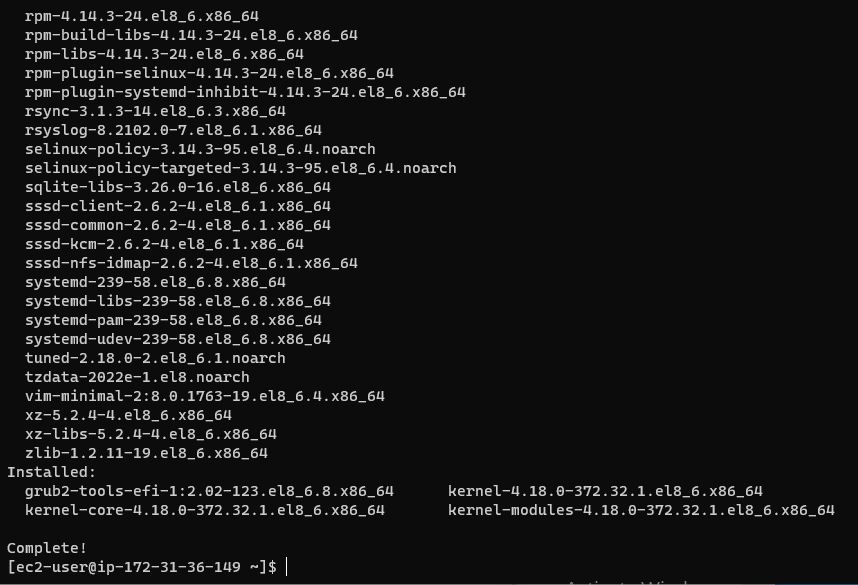 rpm-4.14.3-24.el8_6.x86_64
rpm-build-libs-4.14.3-24.el8_6.x86_64
rpm-libs-4.14.3-24.el8_6.x86_64
rpm-plugin-selinux-4.14.3-24.el8_6.x86_64
rpm-plugin-systemd-inhibit-4.14.3-24.el8_6.x86_64
rsync-3.1.3-14.el8_6.3.x86_64
rsyslog-8.2102.0-7.el8_6.1.x86_64
selinux-policy-3.14.3-95.el8_6.4.noarch
selinux-policy-targeted-3.14.3-95.el8_6.4.noarch
sqlite-libs-3.26.0-16.el8_6.x86_64
sssd-client-2.6.2-4.el8_6.1.x86_64
sssd-common-2.6.2-4.el8_6.1.x86_64
sssd-kcm-2.6.2-4.el8_6.1.x86_64
sssd-nfs-idmap-2.6.2-4.el8_6.1.x86_64
systemd-239-58.el8_6.8.x86_64
systemd-libs-239-58.el8_6.8.x86_64
systemd-pam-239-58.el8_6.8.x86_64
systemd-udev-239-58.el8_6.8.x86_64
tuned-2.18.0-2.el8_6.1.noarch
tzdata-2022e-1.el8.noarch
vim-minimal-2:8.0.1763-19.el8_6.4.x86_64
xz-5.2.4-4.el8_6.x86_64
xz-libs-5.2.4-4.el8_6.x86_64
zlib-1.2.11-19.el8_6.x86_64
Installed:
grub2-tools-efi-1:2.02-123.el8_6.8.x86_64 kernel-4.18.0-372.32.1.el8_6.x86_64
kernel-core-4.18.0-372.32.1.el8_6.x86_64 kernel-modules-4.18.0-372.32.1.el8_6.x86_64
Complete!
[ec2-user@ip-172-31-36-149 ~]$